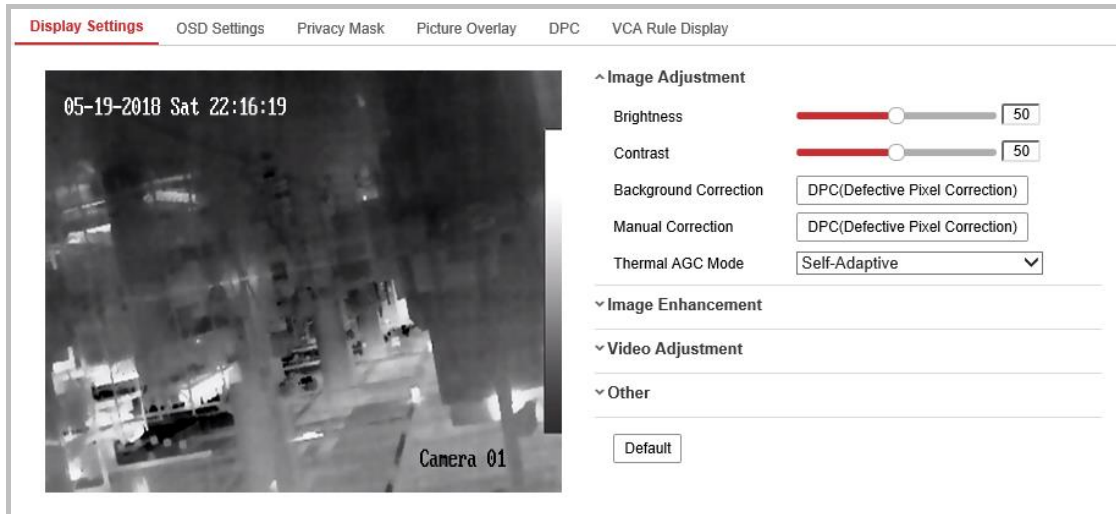 Display Settings OSD Settings Privacy Mask Picture Overlay DPC VCA Rule Display
05-19-2018 Sat 22:16:19
Camera 01
Image Adjustment
Brightness 50
Contrast 50
Background Correction DPC(Defective Pixel Correction)
Manual Correction DPC(Defective Pixel Correction)
Thermal AGC Mode Self-Adaptive
Image Enhancement
Video Adjustment
Other
Default